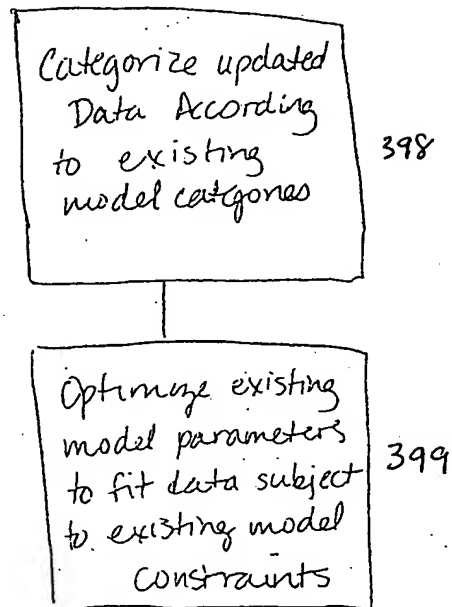 Categorize updated
Data According
to existing
model catgories
398
Optimize existing
model parameters
to fit data subject
to existing model
constraints
399